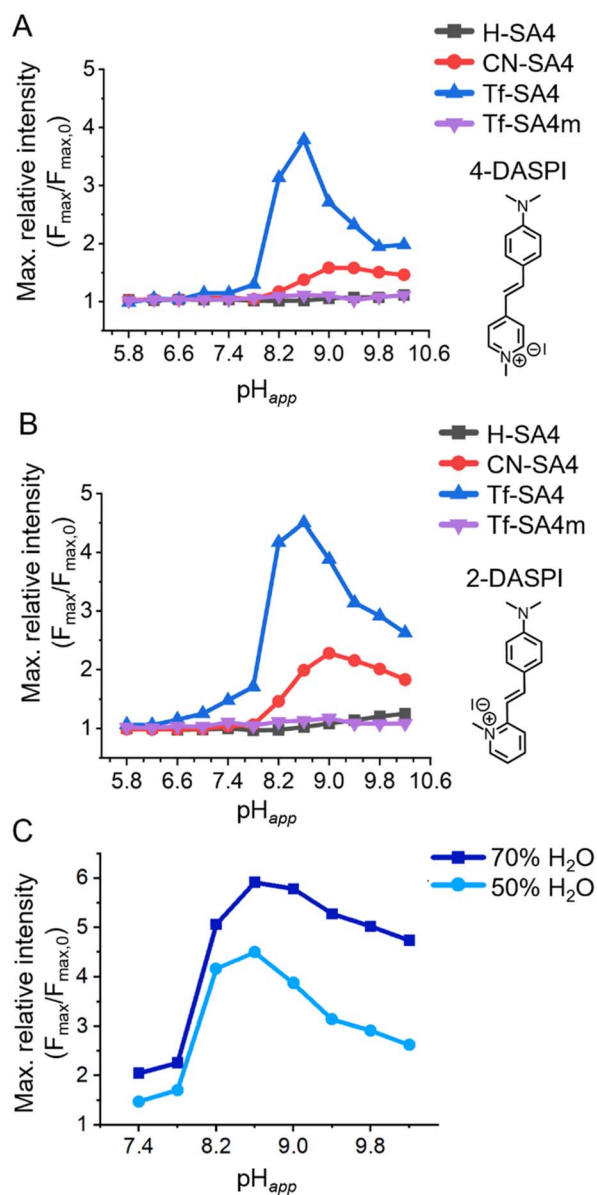 A
H-SA4
CN-SA4
Tf-SA4
Tf-SA4m
Max. relative intensity
(Fmax/Fmax,0)
5
4
3
2
1
5.8 6.6 7.4 8.2 9.0 9.8 10.6
pHapp
4-DASPI
N
N
+
⊖I
B
H-SA4
CN-SA4
Tf-SA4
Tf-SA4m
Max. relative intensity
(Fmax/Fmax,0)
5
4
3
2
1
5.8 6.6 7.4 8.2 9.0 9.8 10.6
pHapp
2-DASPI
N
I⊖
+
N
C
70% H₂O
50% H₂O
Max. relative intensity
(Fmax/Fmax,0)
6
5
4
3
2
1
7.4 8.2 9.0 9.8
pHapp